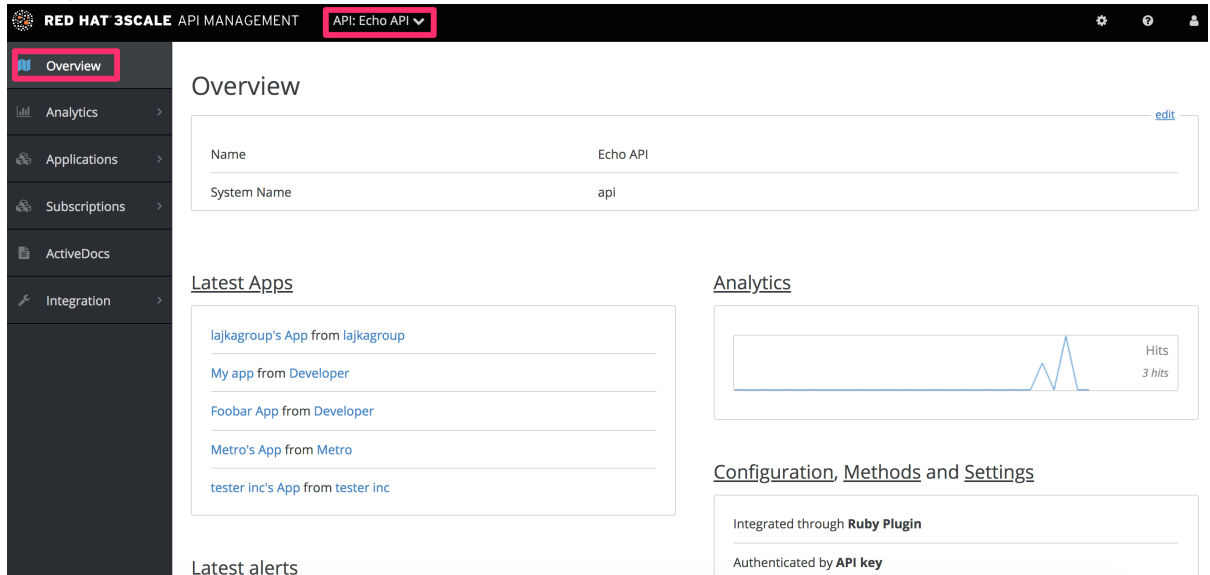 RED HAT 3SCALE API MANAGEMENT API: Echo API
Overview
Analytics
Applications
Subscriptions
ActiveDocs
Integration
Overview
edit
Name Echo API
System Name api
Latest Apps
lajkagroup's App from lajkagroup
My app from Developer
Foobar App from Developer
Metro's App from Metro
tester inc's App from tester inc
Latest alerts
Analytics
Hits
3 hits
Configuration, Methods and Settings
Integrated through Ruby Plugin
Authenticated by API key